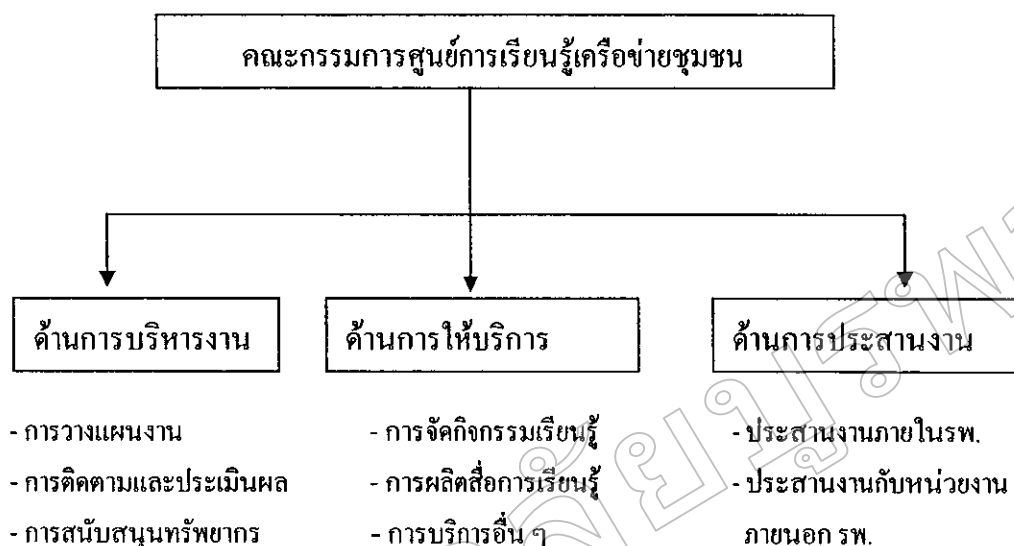 คณะกรรมการศูนย์การเรียนรู้เครือข่ายชุมชน
ด้านการบริหารงาน
- การวางแผนงาน
- การติดตามและประเมินผล
- การสนับสนุนทรัพยากร
ด้านการให้บริการ
- การจัดกิจกรรมเรียนรู้
- การผลิตสื่อการเรียนรู้
- การบริการอื่น ๆ
ด้านการประสานงาน
- ประสานงานภายในรพ.
- ประสานงานกับหน่วยงาน
ภายนอก รพ.